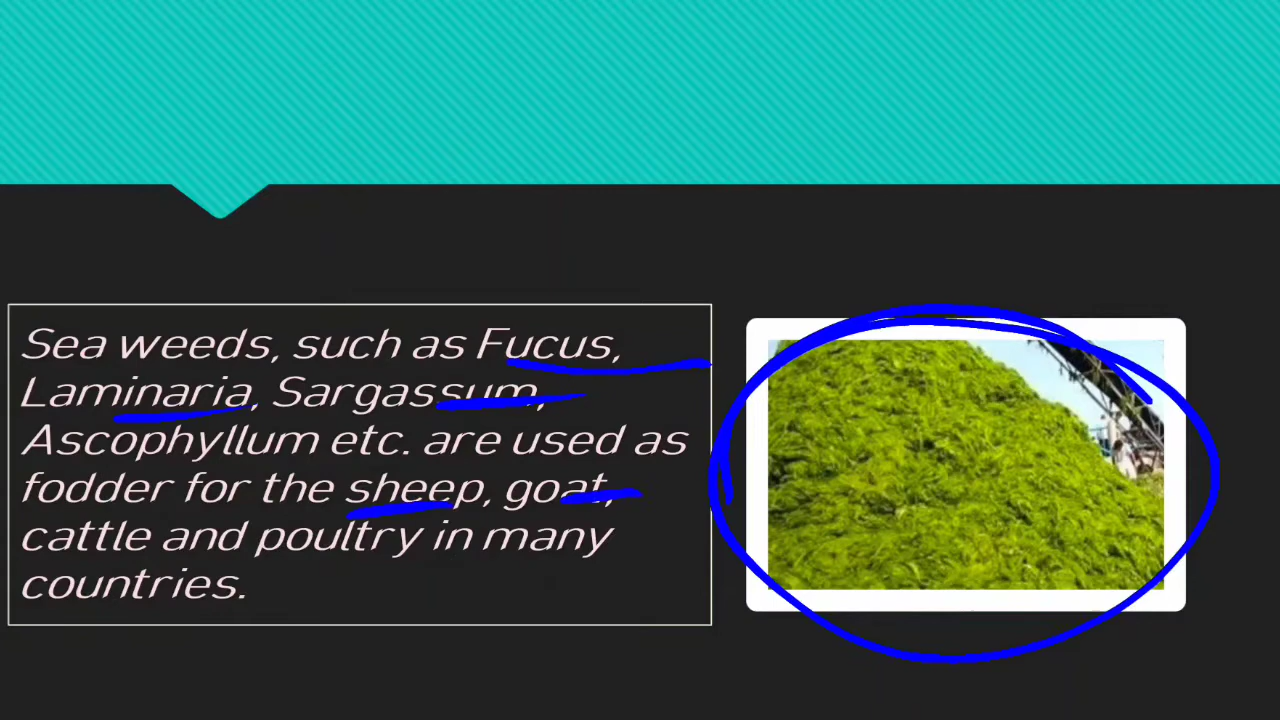 Sea weeds, such as Fucus,
Laminaria, Sargassum,
Ascophyllum etc. are used as
fodder for the sheep, goat,
cattle and poultry in many
countries.